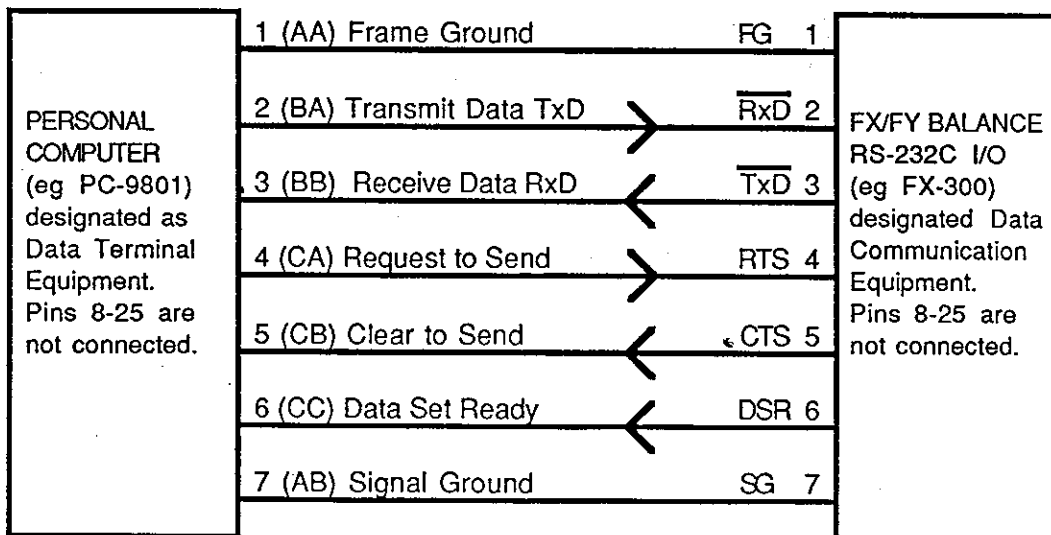 PERSONAL
COMPUTER
(eg PC-9801)
designated as
Data Terminal
Equipment.
Pins 8-25 are
not connected.
1 (AA) Frame Ground FG 1
2 (BA) Transmit Data TxD RxD 2
3 (BB) Receive Data RxD TxD 3
4 (CA) Request to Send RTS 4
5 (CB) Clear to Send CTS 5
6 (CC) Data Set Ready DSR 6
7 (AB) Signal Ground SG 7
FX/FY BALANCE
RS-232C I/O
(eg FX-300)
designated Data
Communication
Equipment.
Pins 8-25 are
not connected.